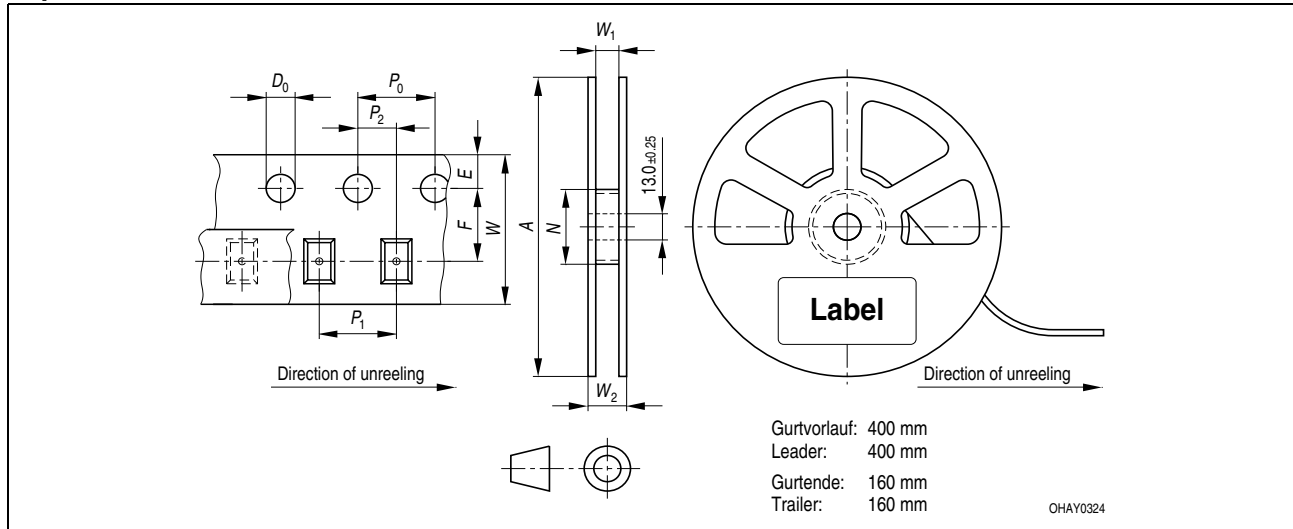 W1
D0
P0
P2
E
F
W
A
N
13.0±0.25
P1
W2
Label
Direction of unreeling
Direction of unreeling
Gurtvorlauf: 400 mm
Leader: 400 mm
Gurtende: 160 mm
Trailer: 160 mm
OHAY0324